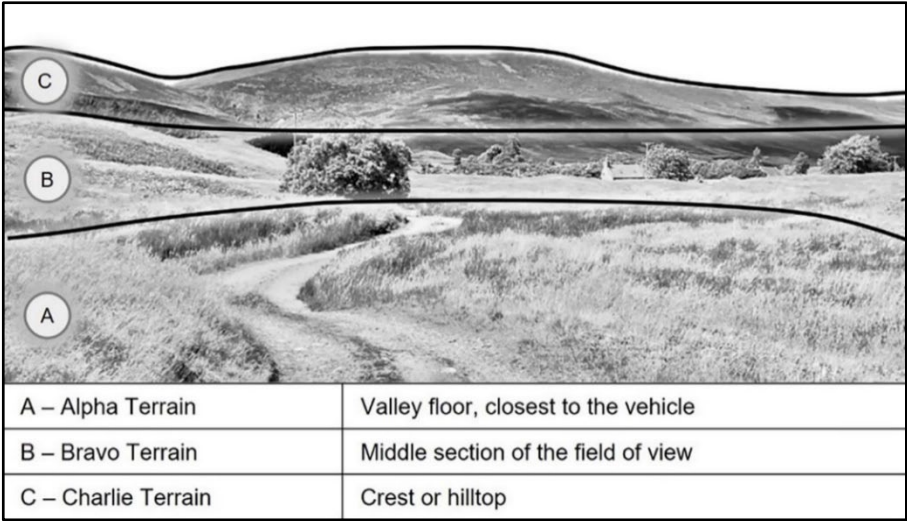 C
B
A
A – Alpha Terrain Valley floor, closest to the vehicle
B – Bravo Terrain Middle section of the field of view
C – Charlie Terrain Crest or hilltop